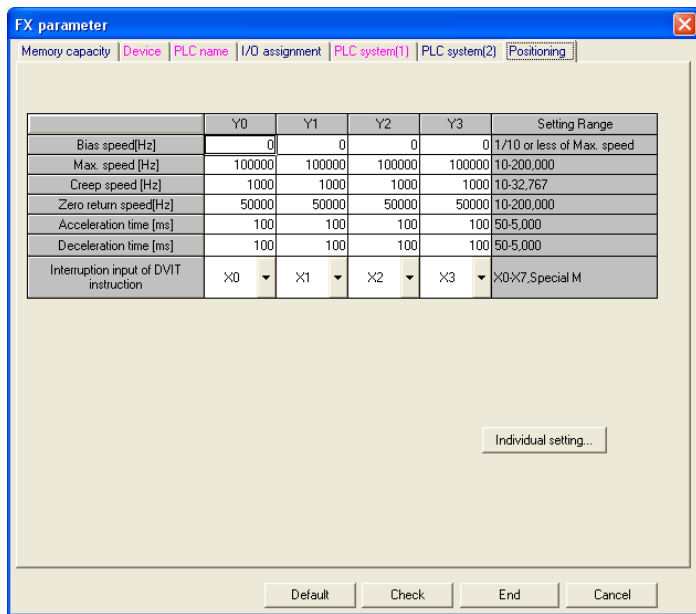 FX parameter
Memory capacity Device PLC name I/O assignment PLC system(1) PLC system(2) Positioning
Y0 Y1 Y2 Y3 Setting Range
Bias speed[Hz] 0 0 0 0 1/10 or less of Max. speed
Max. speed [Hz] 100000 100000 100000 100000 10-200,000
Creep speed [Hz] 1000 1000 1000 1000 10-32,767
Zero return speed[Hz] 50000 50000 50000 50000 10-200,000
Acceleration time [ms] 100 100 100 100 50-5,000
Deceleration time [ms] 100 100 100 100 50-5,000
Interruption input of DVIT
instruction X0 X1 X2 X3 X0-X7,Special M
Individual setting...
Default Check End Cancel